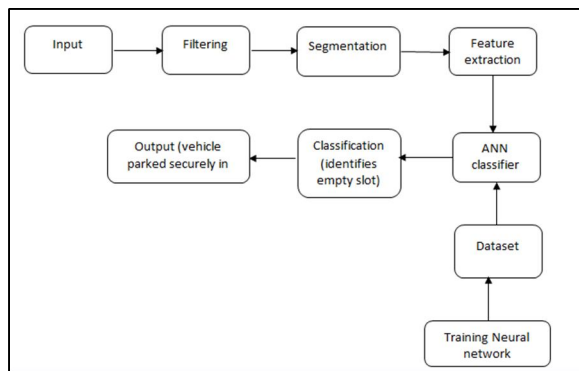 Input
Filtering
Segmentation
Feature
extraction
Output (vehicle
parked securely in
Classification
(identifies
empty slot)
ANN
classifier
Dataset
Training Neural
network